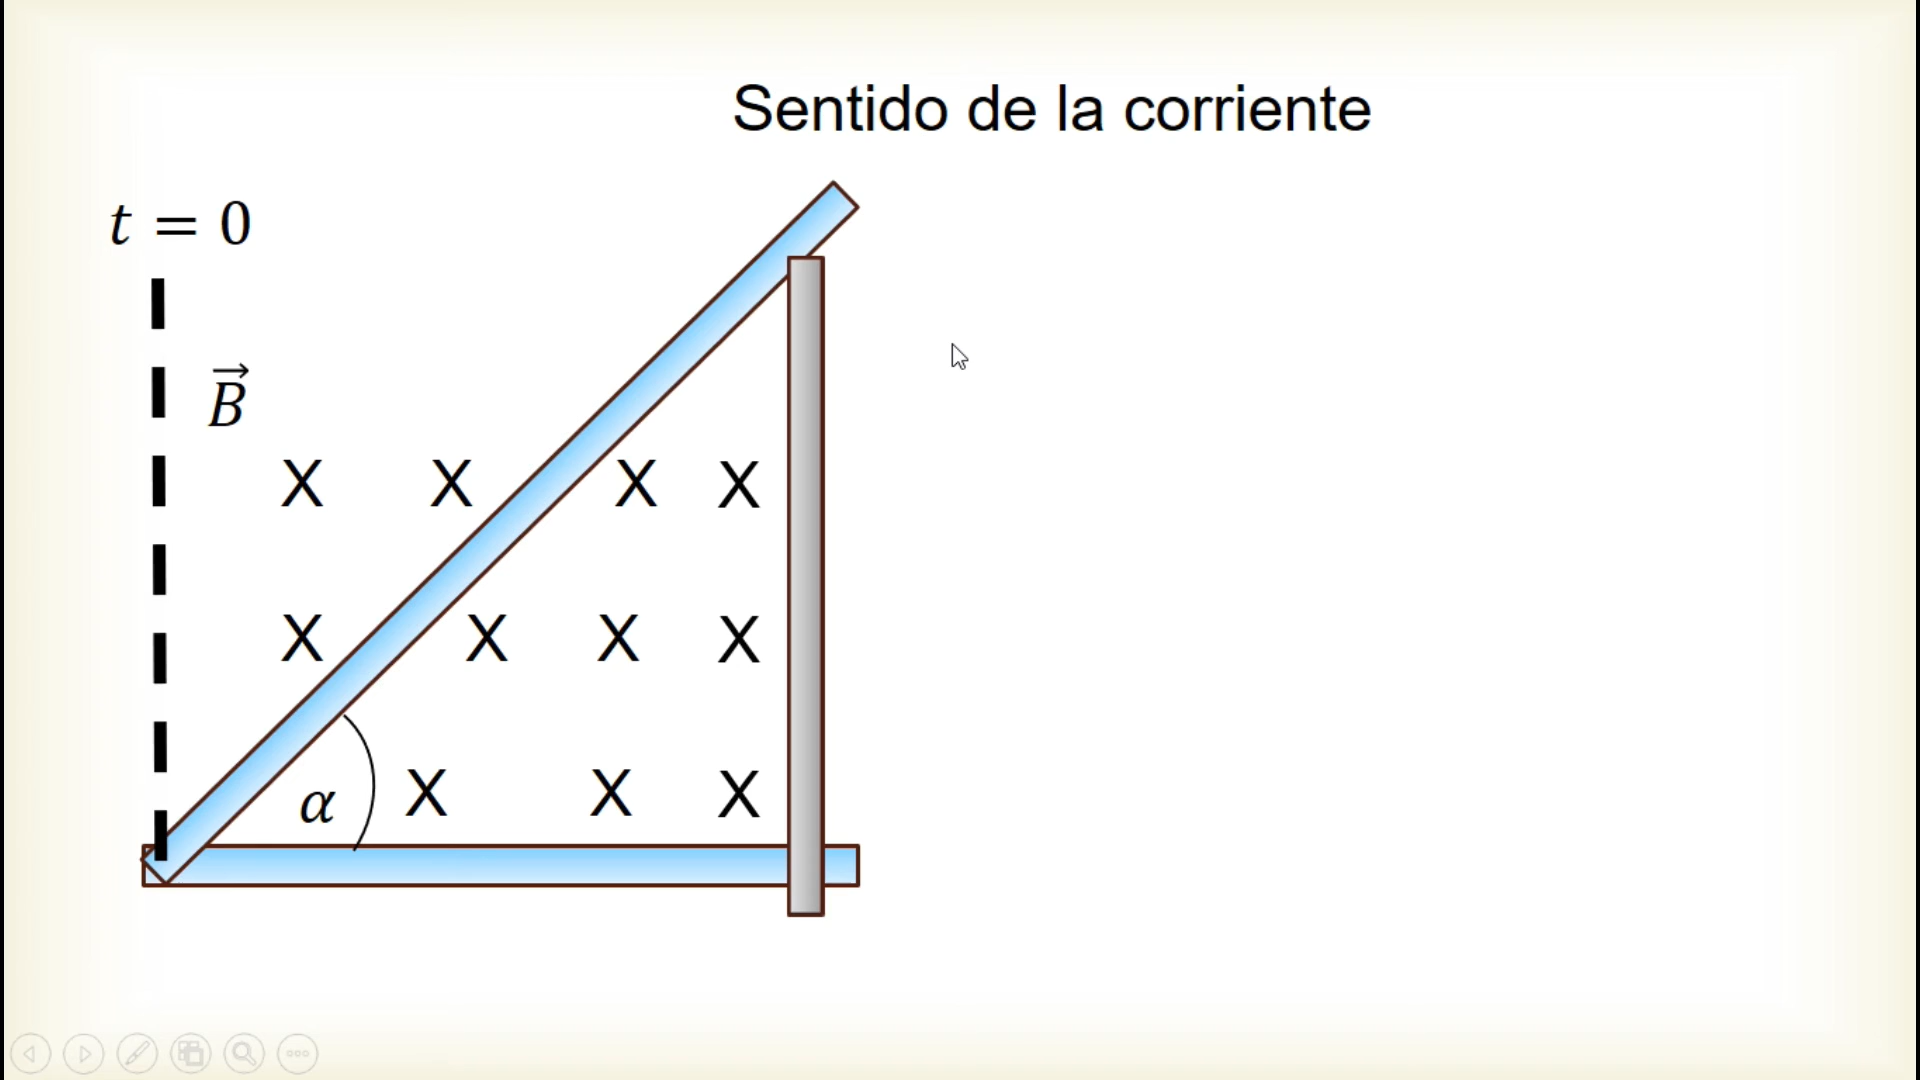 Sentido de la corriente
t = 0
B⃗
X X X X
X X X X
α X X X